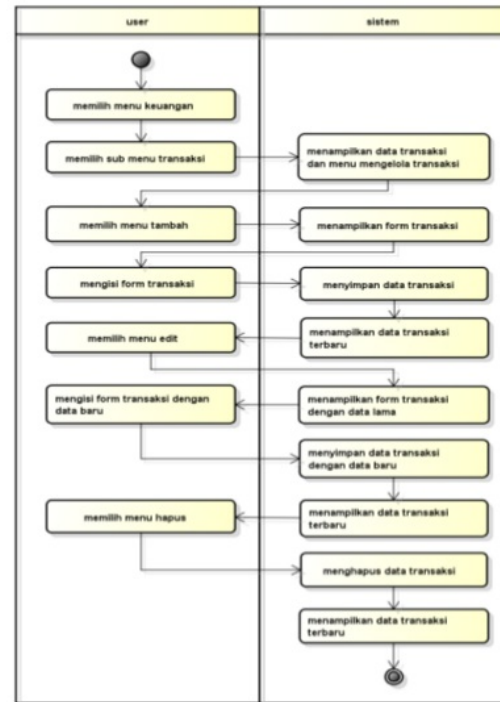 user
sistem
memilih menu keuangan
memilih sub menu transaksi
menampilkan data transaksi
dan menu mengelola transaksi
memilih menu tambah
menampilkan form transaksi
mengisi form transaksi
menyimpan data transaksi
memilih menu edit
menampilkan data transaksi
terbaru
mengisi form transaksi dengan
data baru
menampilkan form transaksi
dengan data lama
menyimpan data transaksi
dengan data baru
memilih menu hapus
menampilkan data transaksi
terbaru
menghapus data transaksi
menampilkan data transaksi
terbaru